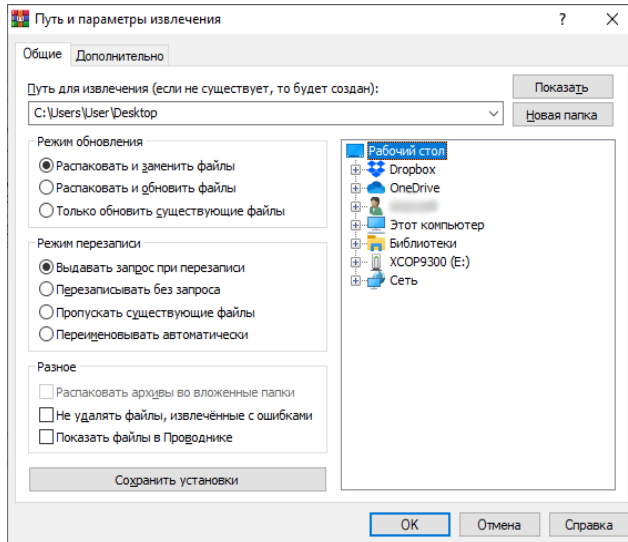 Путь и параметры извлечения
?
Общие
Дополнительно
Путь для извлечения (если не существует, то будет создан):
Показать
C:\Users\User\Desktop
Новая папка
Режим обновления
Распаковать и заменить файлы
Распаковать и обновить файлы
Только обновить существующие файлы
Режим перезаписи
Выдавать запрос при перезаписи
Перезаписывать без запроса
Пропускать существующие файлы
Переименовывать автоматически
Разное
Распаковать архивы во вложенные папки
Не удалять файлы, извлечённые с ошибками
Показать файлы в Проводнике
Сохранить установки
Рабочий стол
Dropbox
OneDrive
Этот компьютер
Библиотеки
XCOP9300 (E:)
Сеть
OK
Отмена
Справка